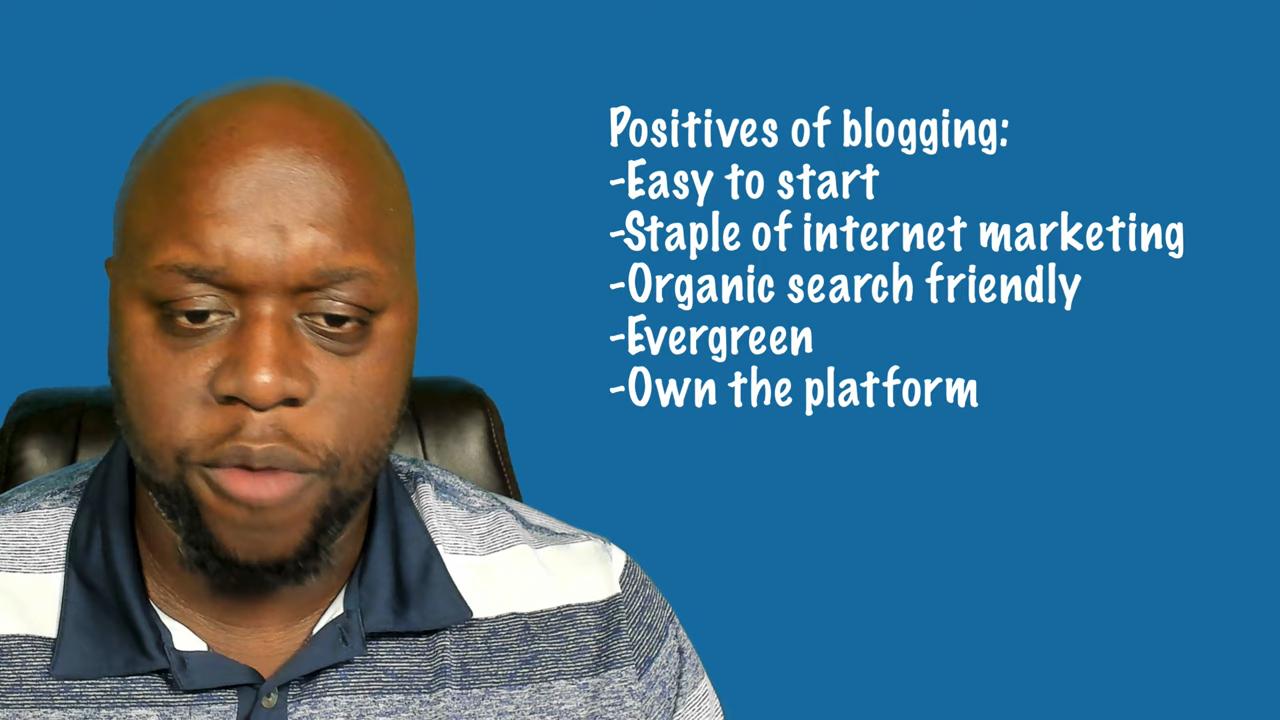 Positives of blogging:
-Easy to start
-Staple of internet marketing
-Organic search friendly
-Evergreen
-Own the platform